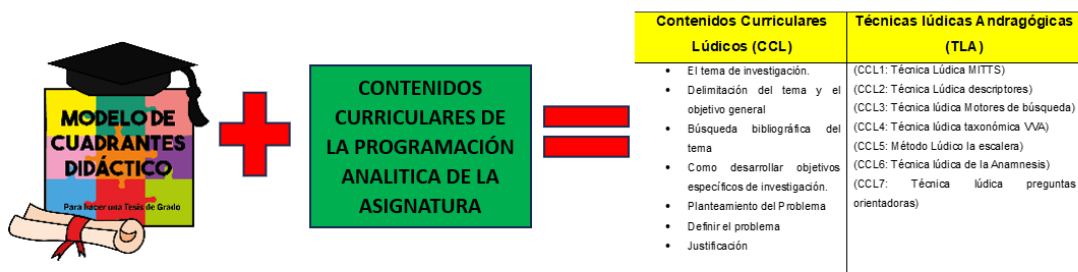 MODELO DE
CUADRANTES
DIDÁCTICO
Para hacer una Tesis de Grado
CONTENIDOS
CURRICULARES DE
LA PROGRAMACIÓN
ANALITICA DE LA
ASIGNATURA
Contenidos Curriculares
Lúdicos (CCL)
• El tema de investigación.
• Delimitación del tema y el
objetivo general
• Búsqueda bibliográfica del
tema
• Como desarrollar objetivos
específicos de investigación.
• Planteamiento del Problema
• Definir el problema
• Justificación
Técnicas lúdicas Andragógicas
(TLA)
(CCL1: Técnica Lúdica MITTS)
(CCL2: Técnica Lúdica descriptores)
(CCL3: Técnica lúdica Motores de búsqueda)
(CCL4: Técnica lúdica taxonómica VVA)
(CCL5: Método Lúdico la escalera)
(CCL6: Técnica lúdica de la Anamnesis)
(CCL7: Técnica lúdica preguntas
orientadoras)